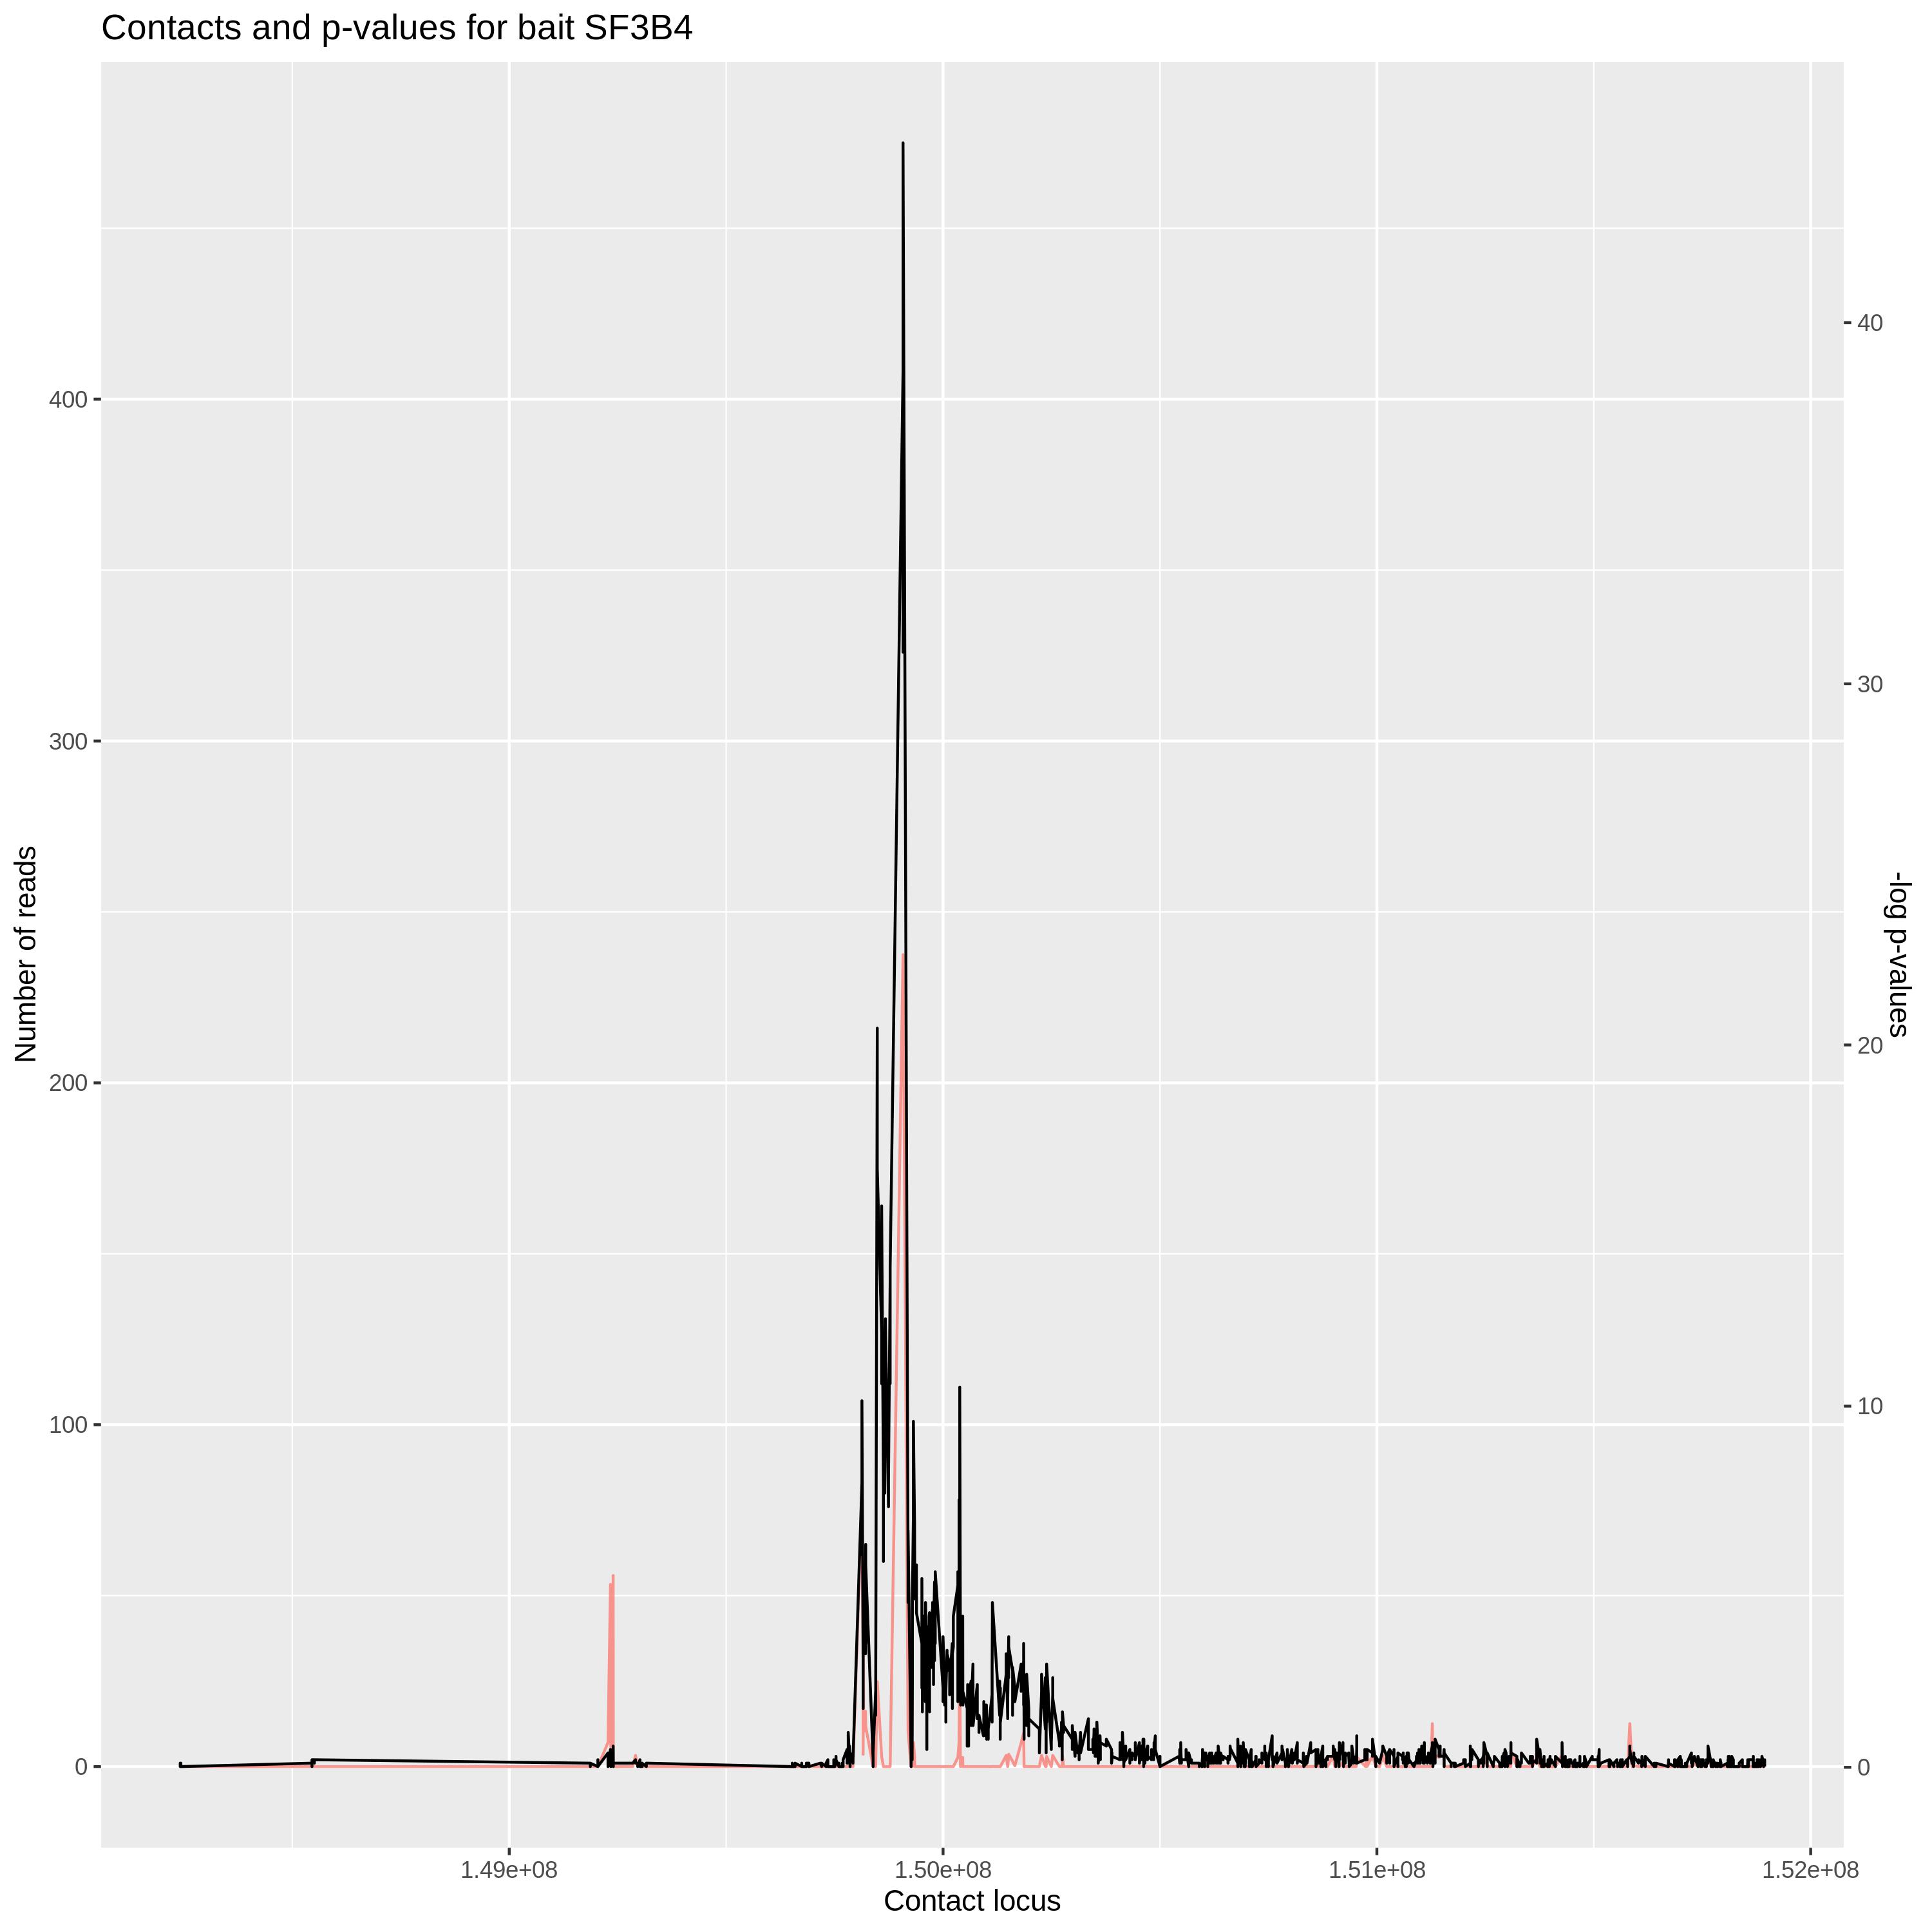 Contacts and p-values for bait SF3B4
Number of reads
400
300
200
100
0
40
30
20
10
0
-log p-values
1.49e+08
1.50e+08
1.51e+08
1.52e+08
Contact locus